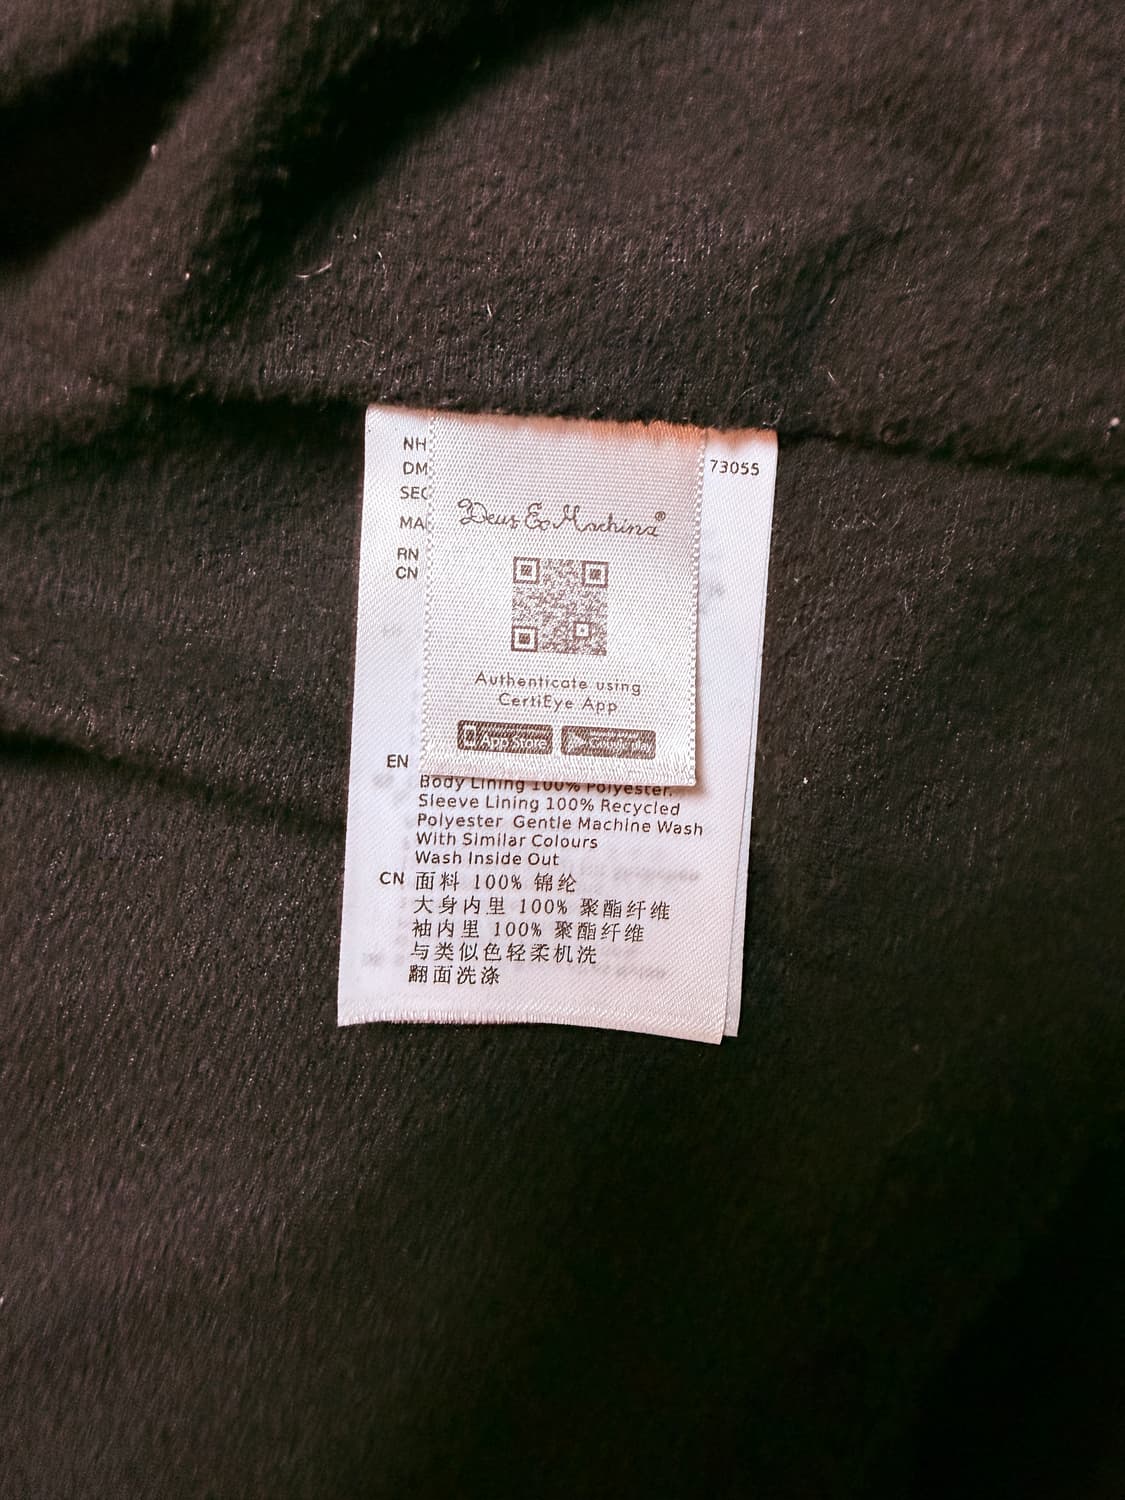 NH
DM 73055
SEC
MA
RN
CN
Deus Ex Machina®
Authenticate using
CertiEye App
App Store Google play
EN
Body Lining 100% Polyester.
Sleeve Lining 100% Recycled
Polyester Gentle Machine Wash
With Similar Colours
Wash Inside Out
CN 面料 100% 锦纶
大身内里 100% 聚酯纤维
袖内里 100% 聚酯纤维
与类似色轻柔机洗
翻面洗涤